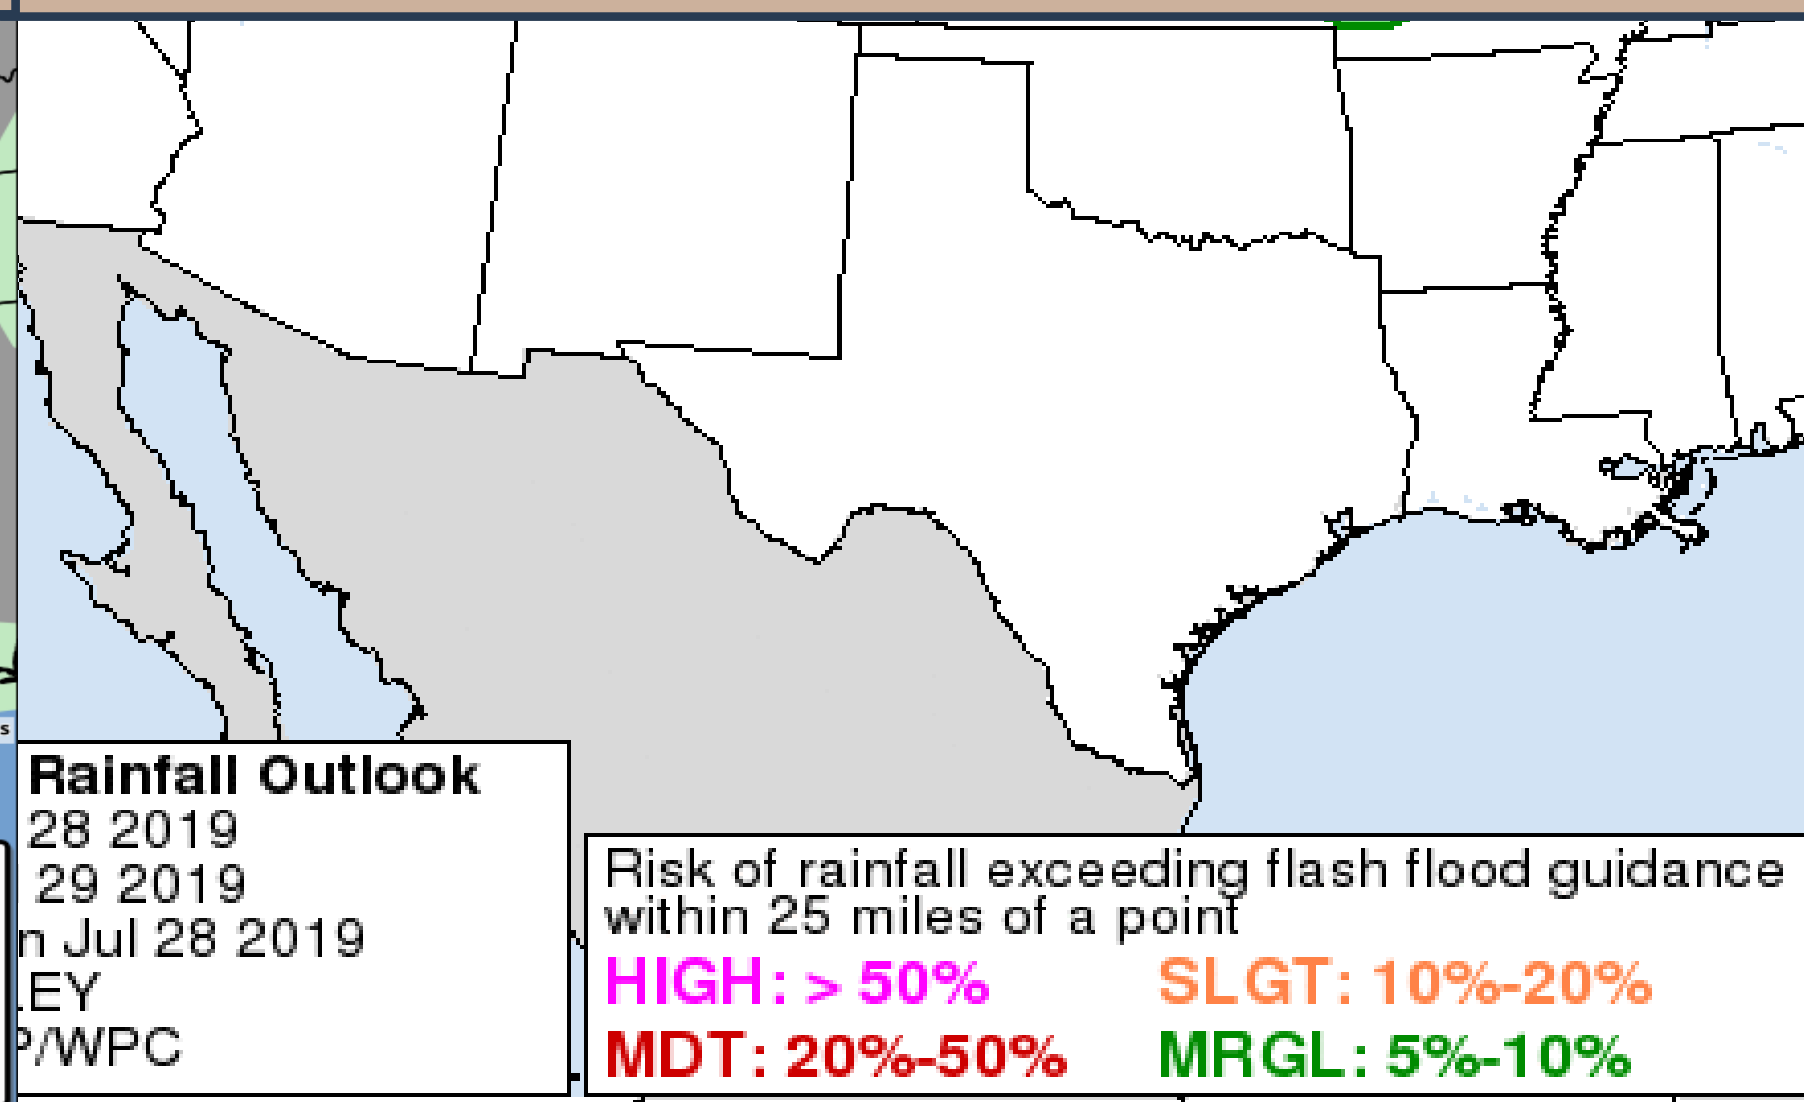 Rainfall Outlook
28 2019
29 2019
n Jul 28 2019
LEY
P/WPC
Risk of rainfall exceeding flash flood guidance
within 25 miles of a point
HIGH: > 50%
SLGT: 10%-20%
MDT: 20%-50%
MRGL: 5%-10%
s